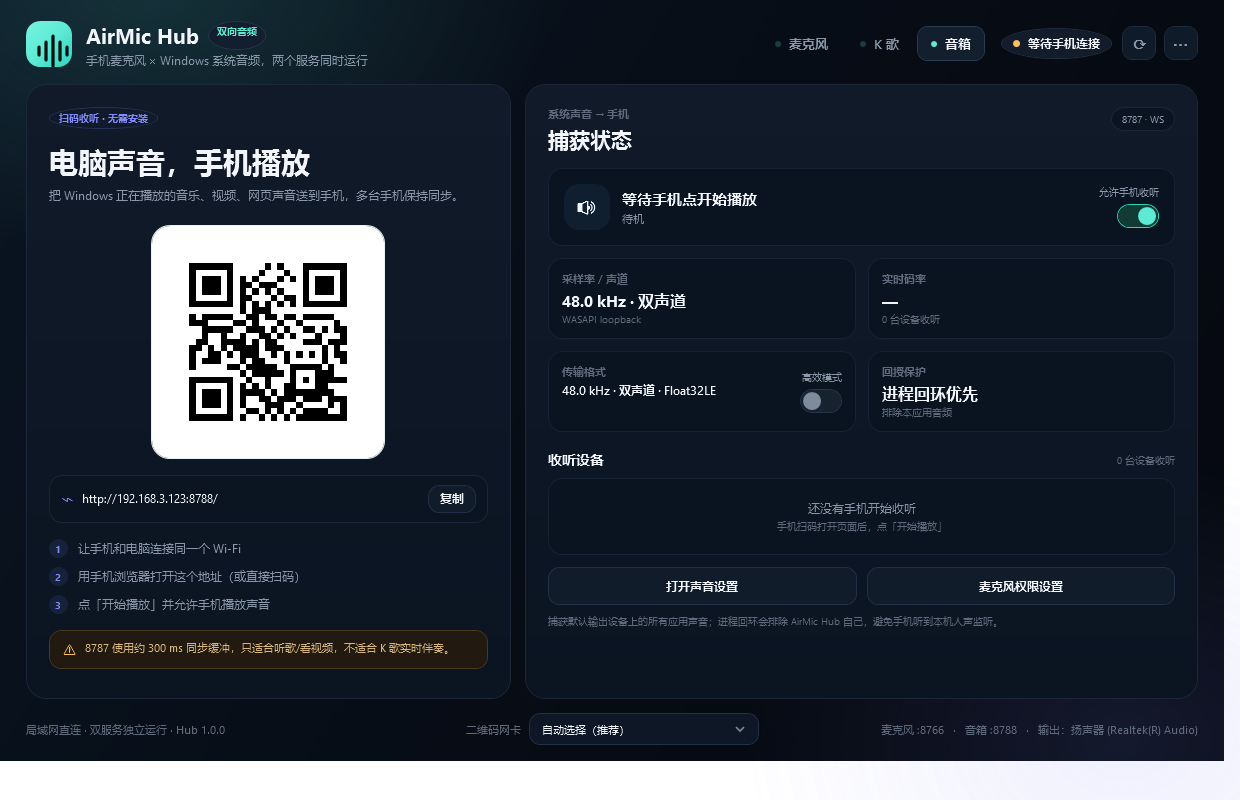 AirMic Hub 双向音频
手机麦克风 × Windows 系统音频，两个服务同时运行
麦克风 K 歌 音箱 等待手机连接
扫码收听 · 无需安装
电脑声音，手机播放
把 Windows 正在播放的音乐、视频、网页声音送到手机，多台手机保持同步。
http://192.168.3.123:8788/ 复制
1 让手机和电脑连接同一个 Wi-Fi
2 用手机浏览器打开这个地址（或直接扫码）
3 点「开始播放」并允许手机播放声音
8787 使用约 300 ms 同步缓冲，只适合听歌/看视频，不适合 K 歌实时伴奏。
系统声音 → 手机
捕获状态
8787 · WS
等待手机点开始播放
待机
允许手机收听
采样率 / 声道
48.0 kHz · 双声道
WASAPI loopback
实时码率
—
0 台设备收听
传输格式
48.0 kHz · 双声道 · Float32LE
高效模式
回授保护
进程回环优先
排除本应用音频
收听设备 0 台设备收听
还没有手机开始收听
手机扫码打开页面后，点「开始播放」
打开声音设置 麦克风权限设置
捕获默认输出设备上的所有应用声音；进程回环会排除 AirMic Hub 自己，避免手机听到本机人声监听。
局域网直连 · 双服务独立运行 · Hub 1.0.0 二维码网卡 自动选择（推荐） 麦克风 :8766 · 音箱 :8788 · 输出：扬声器 (Realtek(R) Audio)